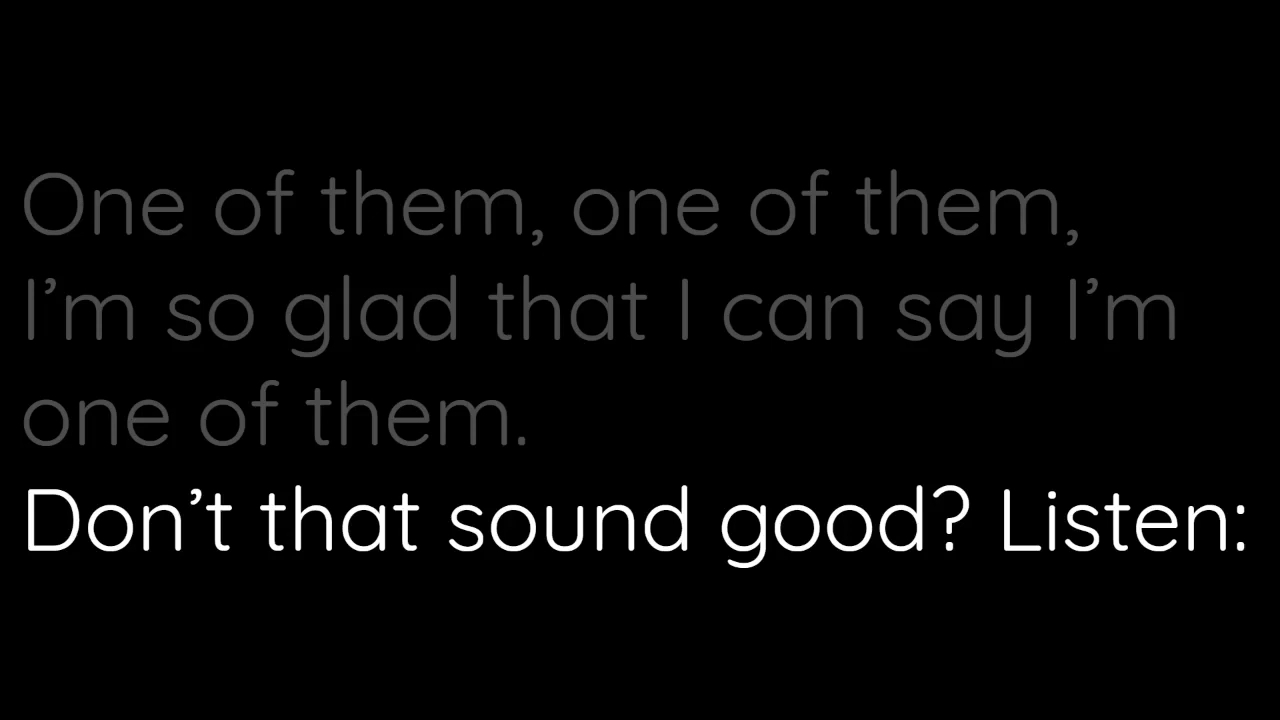 One of them, one of them,
I’m so glad that I can say I’m
one of them.
Don’t that sound good? Listen: